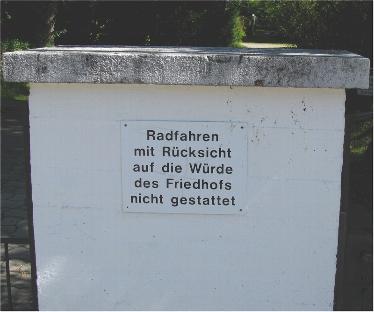 Radfahren
mit Rücksicht
auf die Würde
des Friedhofs
nicht gestattet